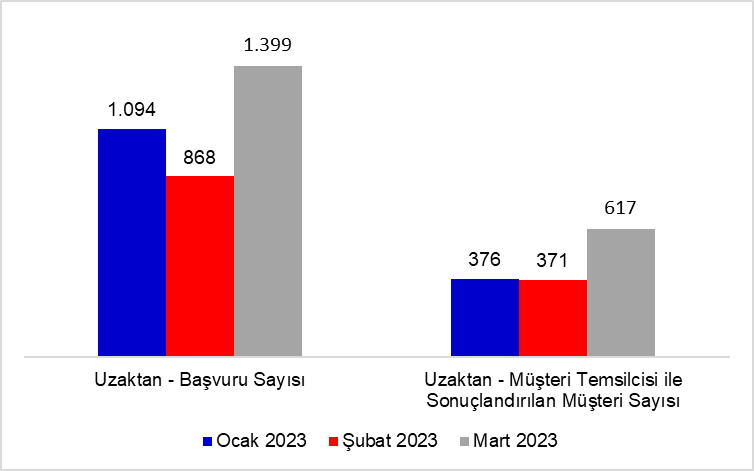 1.399
1.094
868
617
376
371
Uzaktan - Başvuru Sayısı
Uzaktan - Müşteri Temsilcisi ile
Sonuçlandırılan Müşteri Sayısı
Ocak 2023
Şubat 2023
Mart 2023